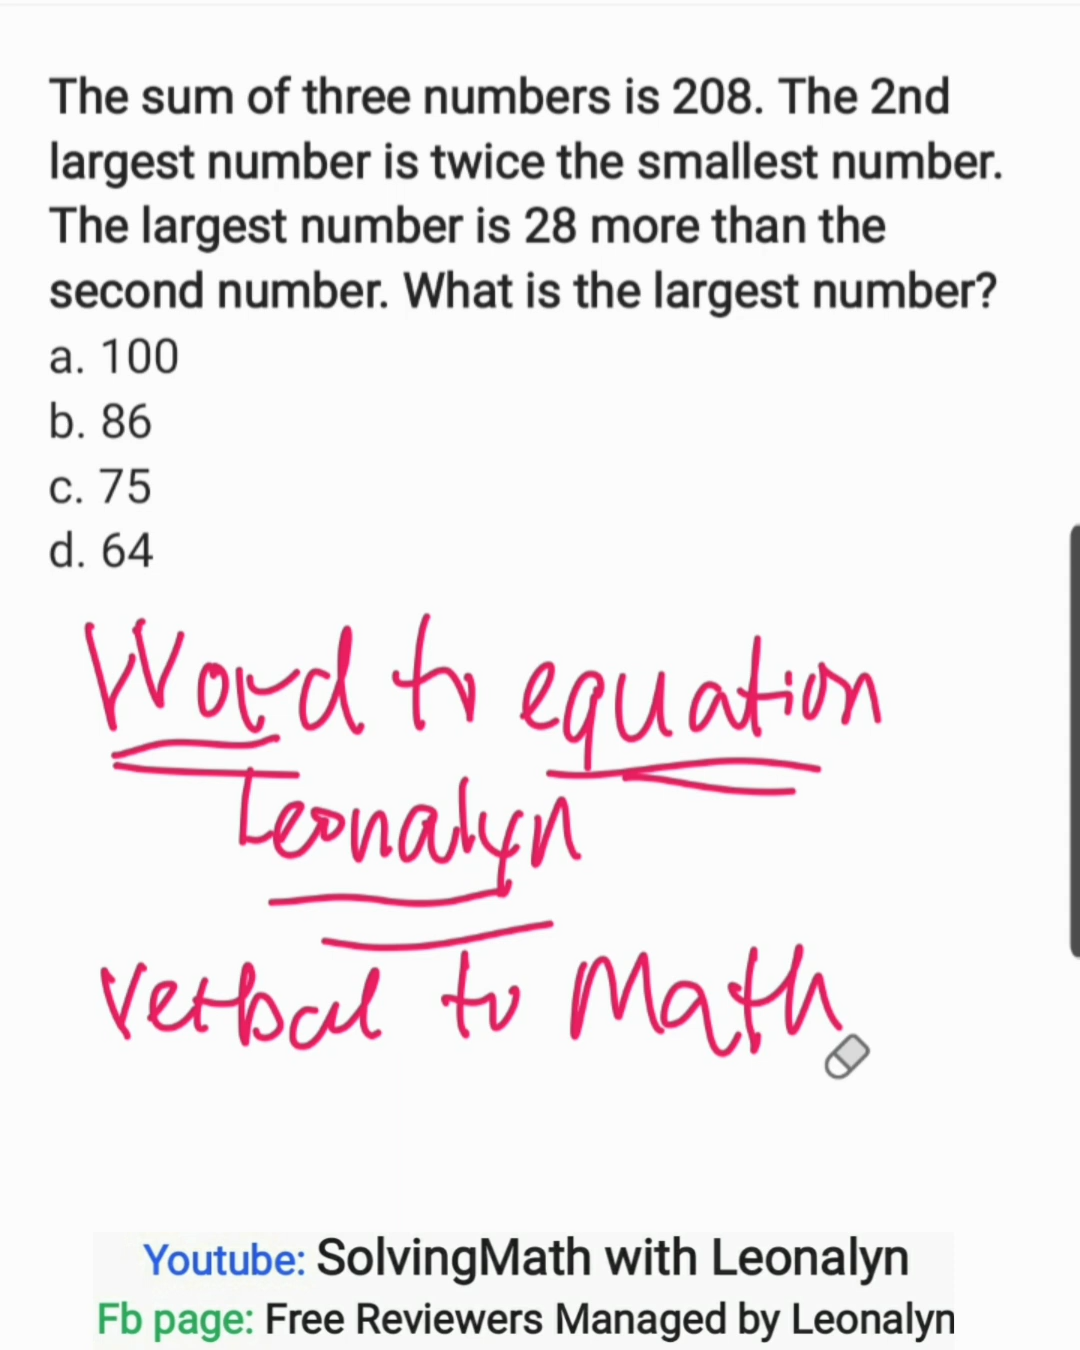 The sum of three numbers is 208. The 2nd
largest number is twice the smallest number.
The largest number is 28 more than the
second number. What is the largest number?
a. 100
b. 86
c. 75
d. 64
Word to equation
Leonalyn
Verbal to Math
Youtube: SolvingMath with Leonalyn
Fb page: Free Reviewers Managed by Leonalyn